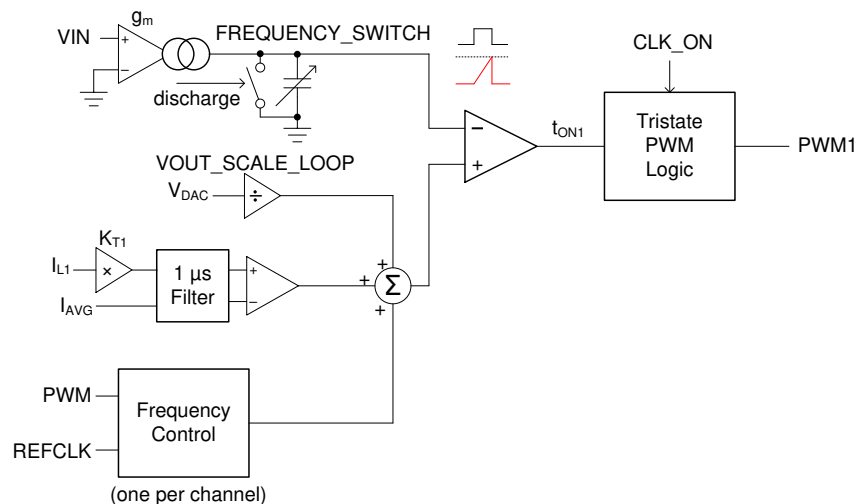 g_m
VIN
+
−
FREQUENCY_SWITCH
discharge
CLK_ON
−
+
t_ON1
Tristate
PWM
Logic
PWM1
VOUT_SCALE_LOOP
V_DAC
÷
K_T1
I_L1
×
I_AVG
1 µs
Filter
+
−
+
+
Σ
+
PWM
REFCLK
Frequency
Control
(one per channel)